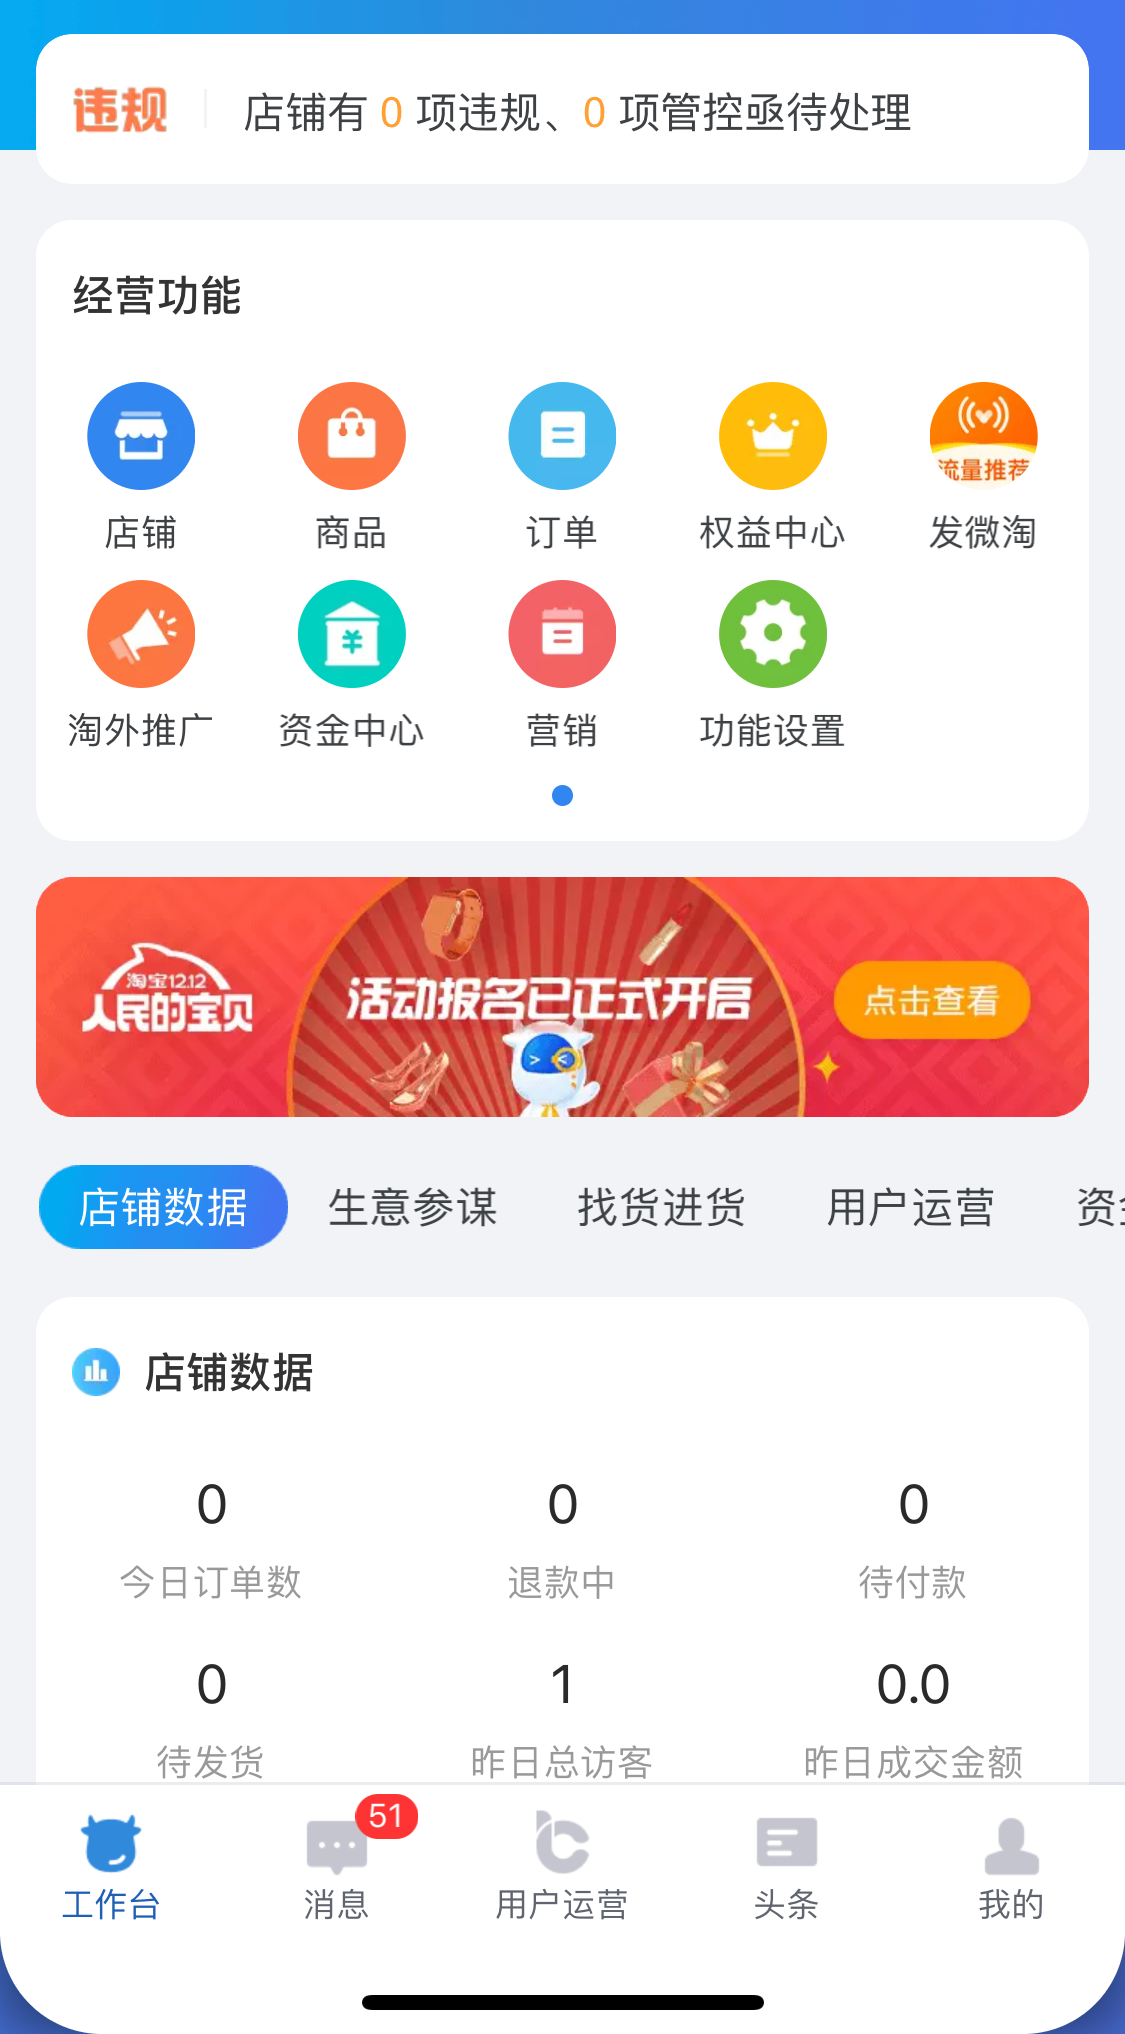 违规 店铺有 0 项违规、0 项管控亟待处理
经营功能
店铺 商品 订单 权益中心 流量推荐 发微淘
淘外推广 资金中心 营销 功能设置
淘宝12.12
人民的宝贝
活动报名已正式开启
点击查看
店铺数据 生意参谋 找货进货 用户运营 资
店铺数据
0 0 0
今日订单数 退款中 待付款
0 1 0.0
待发货 昨日总访客 昨日成交金额
51
工作台 消息 用户运营 头条 我的